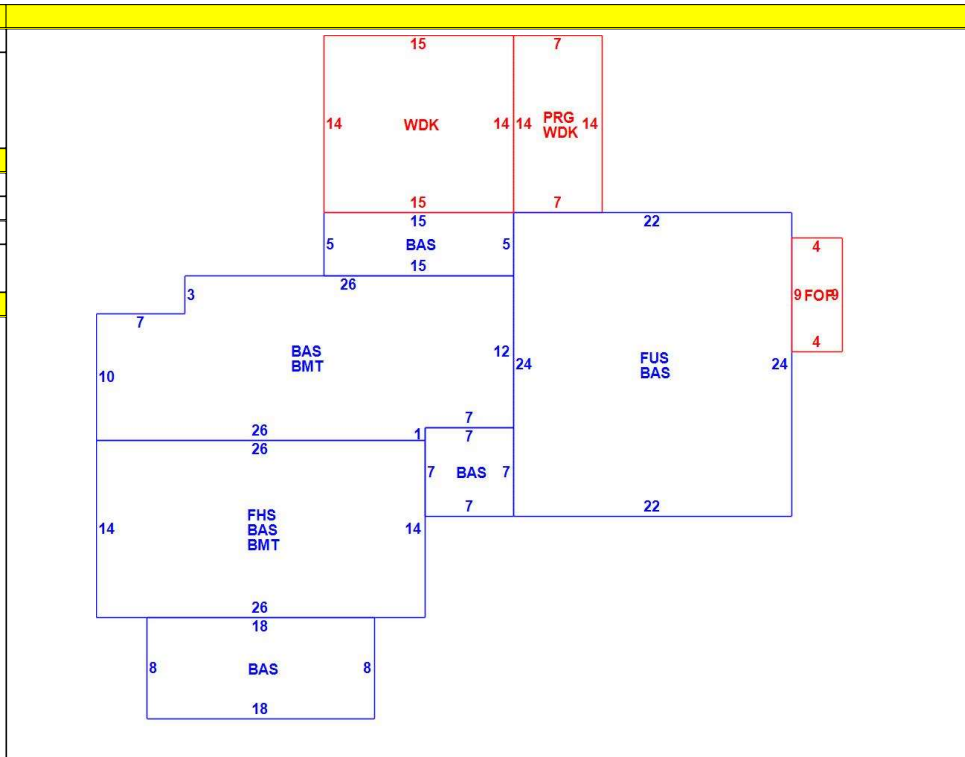 15 7
14 WDK 14 14 PRG 14
WDK
15 7
15 22
5 BAS 5
15
4
26
3
9 FOP 9
7
4
BAS 12
BMT
24 FUS 24
BAS
10
7
26 1 7
26
7 BAS 7
7 22
14 FHS 14
BAS
BMT
26
18
8 BAS 8
18